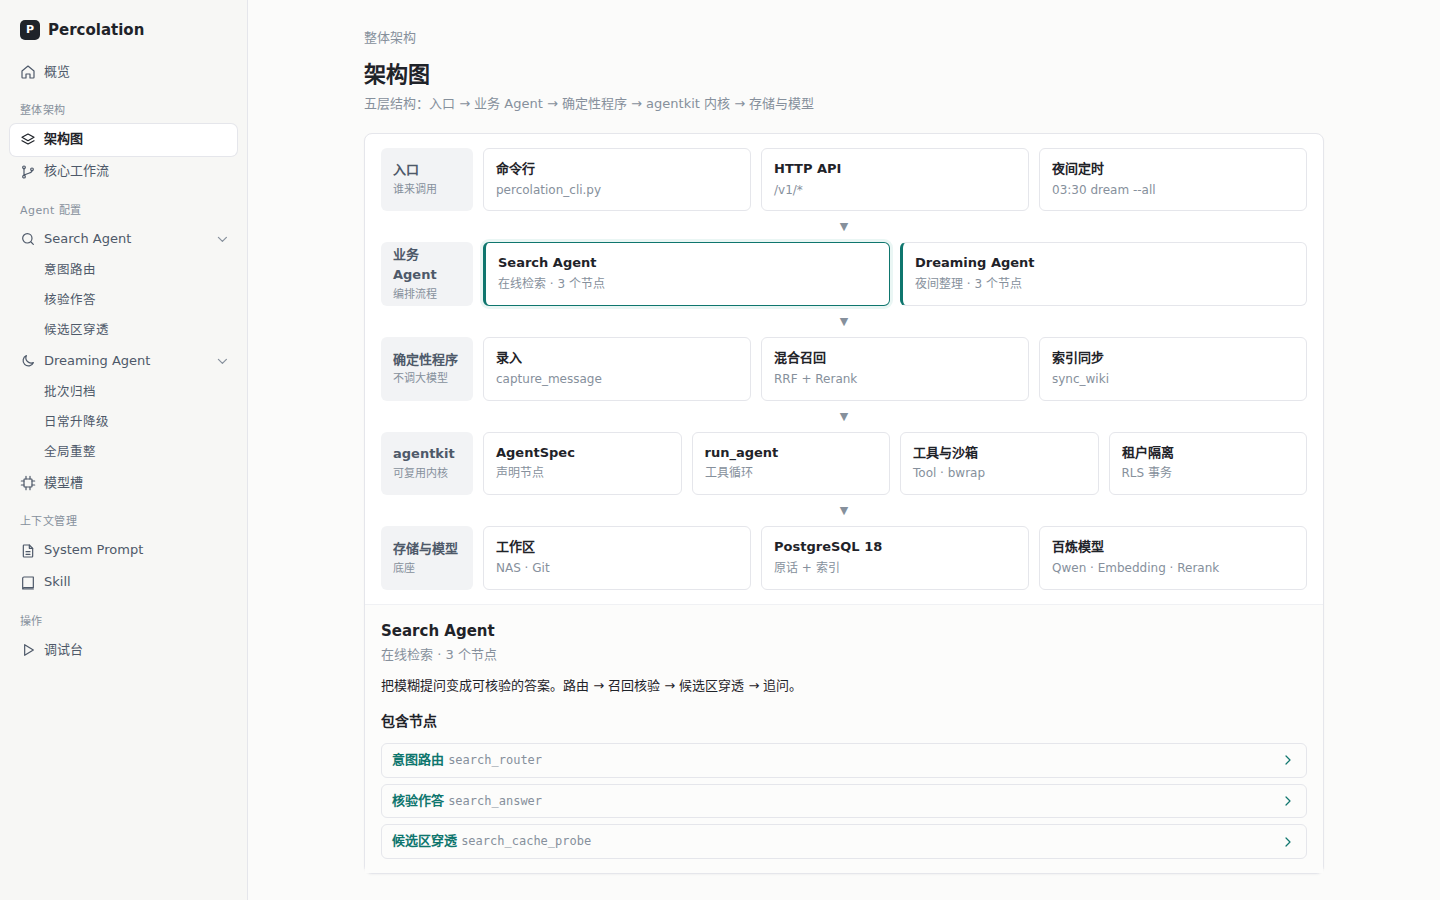 P Percolation
概览
整体架构
架构图
核心工作流
Agent 配置
Search Agent
意图路由
核验作答
候选区穿透
Dreaming Agent
批次归档
日常升降级
全局重整
模型槽
上下文管理
System Prompt
Skill
操作
调试台
整体架构
架构图
五层结构：入口 → 业务 Agent → 确定性程序 → agentkit 内核 → 存储与模型
入口
谁来调用
命令行
percolation_cli.py
HTTP API
/v1/*
夜间定时
03:30 dream --all
▼
业务
Agent
编排流程
Search Agent
在线检索 · 3 个节点
Dreaming Agent
夜间整理 · 3 个节点
▼
确定性程序
不调大模型
录入
capture_message
混合召回
RRF + Rerank
索引同步
sync_wiki
▼
agentkit
可复用内核
AgentSpec
声明节点
run_agent
工具循环
工具与沙箱
Tool · bwrap
租户隔离
RLS 事务
▼
存储与模型
底座
工作区
NAS · Git
PostgreSQL 18
原话 + 索引
百炼模型
Qwen · Embedding · Rerank
Search Agent
在线检索 · 3 个节点
把模糊提问变成可核验的答案。路由 → 召回核验 → 候选区穿透 → 追问。
包含节点
意图路由 search_router
核验作答 search_answer
候选区穿透 search_cache_probe